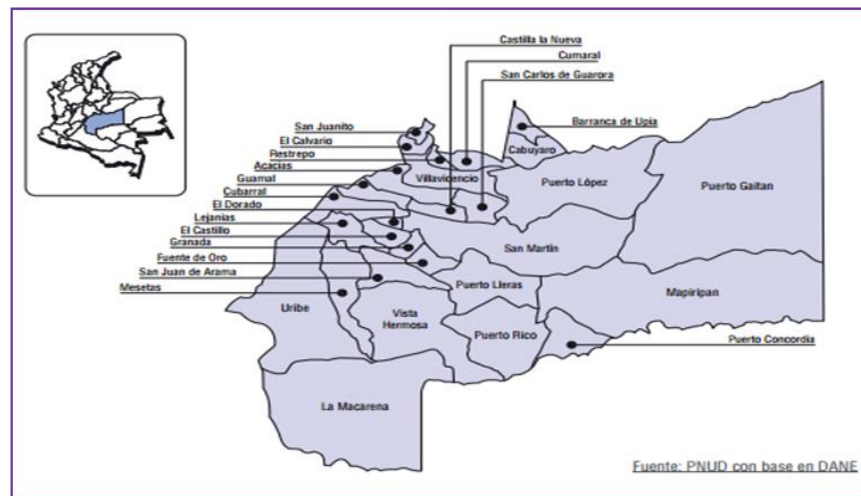 Castilla la Nueva
Cumaral
San Carlos de Guarora
San Juanito
El Calvario
Restrepo
Acacias
Guamal
Cubarral
El Dorado
Lejanías
El Castillo
Granada
Fuente de Oro
San Juan de Arama
Mesetas
Barranca de Upía
Cabuyaro
Villavicencio
Puerto López
Puerto Gaitan
San Martín
Puerto Lleras
Mapiripan
Uribe
Vista
Hermosa
Puerto Rico
Puerto Concordia
La Macarena
Fuente: PNUD con base en DANE